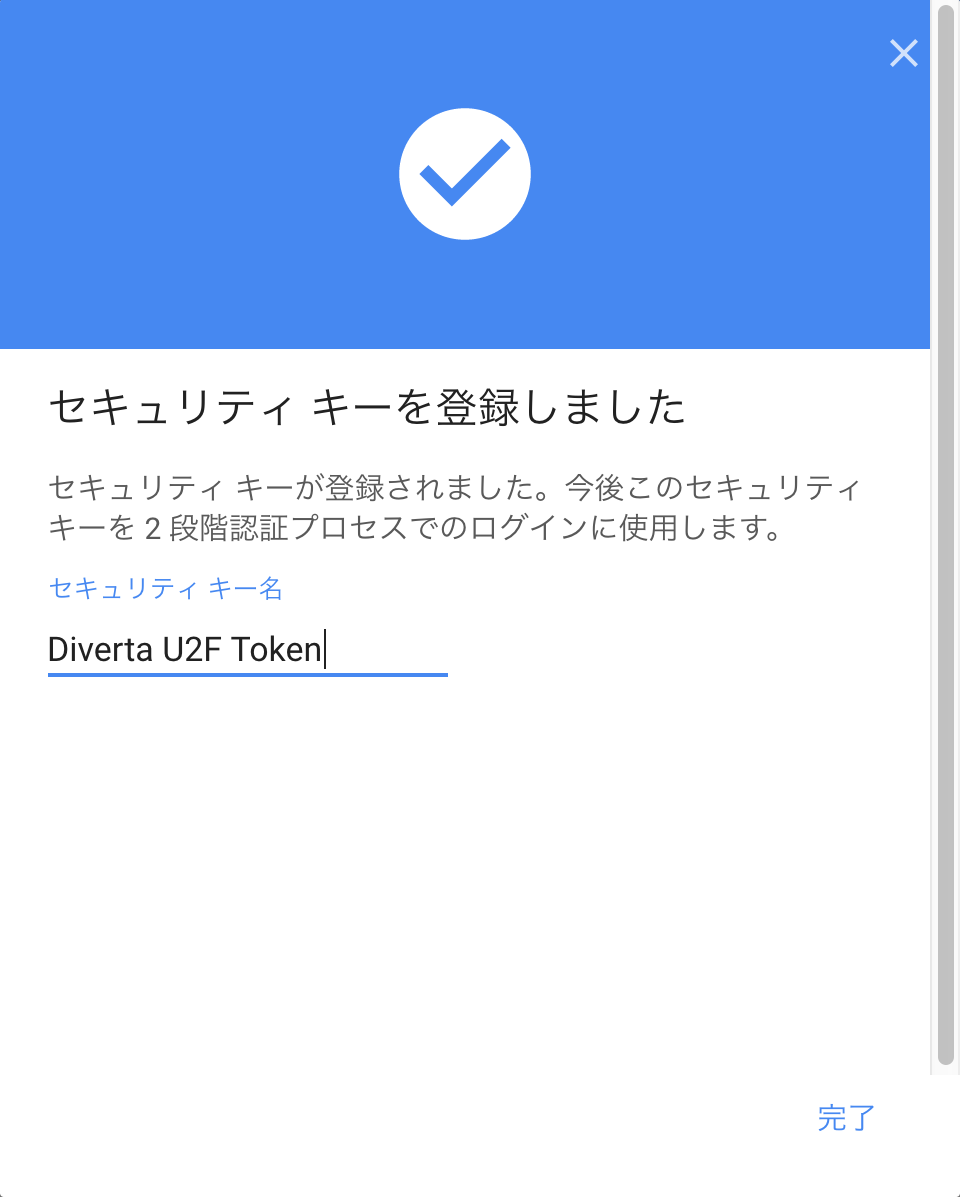 セキュリティ キーを登録しました
セキュリティ キーが登録されました。今後このセキュリティ
キーを 2 段階認証プロセスでのログインに使用します。
セキュリティ キー名
Diverta U2F Token
完了